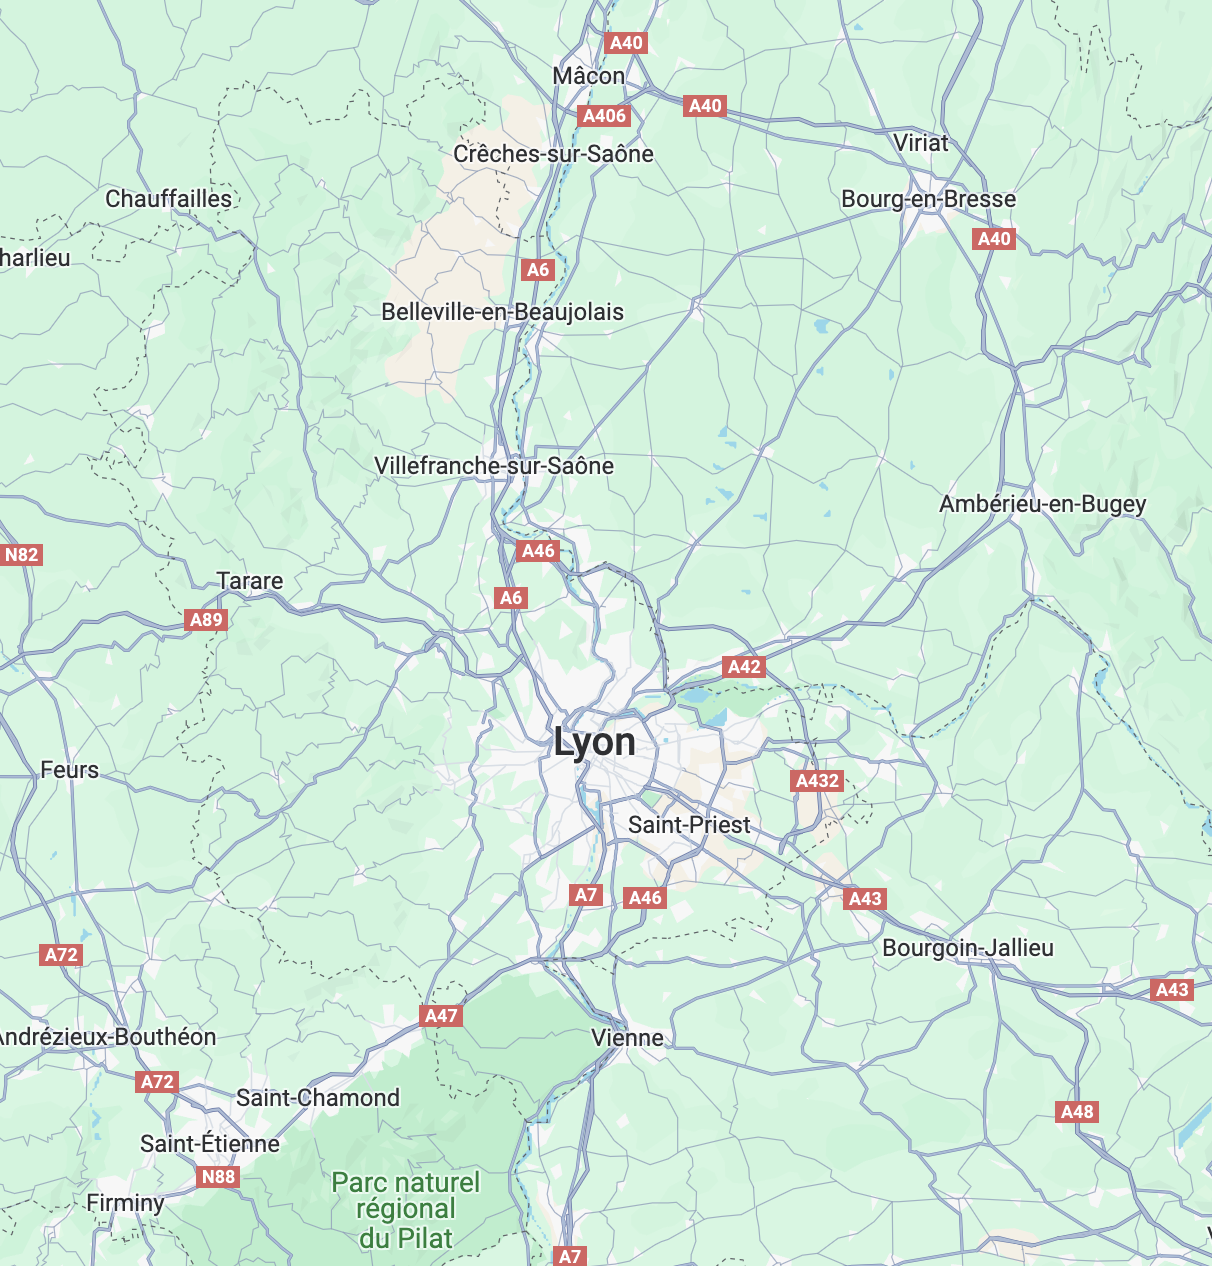 A40
Mâcon
A40
A406
Viriat
Crêches-sur-Saône
Chauffailles
Bourg-en-Bresse
A40
harlieu
A6
Belleville-en-Beaujolais
Villefranche-sur-Saône
Ambérieu-en-Bugey
A46
N82
Tarare
A6
A89
A42
Lyon
Feurs
A432
Saint-Priest
A7
A46
A43
Bourgoin-Jallieu
A72
A43
A47
Andrézieux-Bouthéon
Vienne
A72
Saint-Chamond
A48
Saint-Étienne
N88
Parc naturel
régional
du Pilat
Firminy
A7